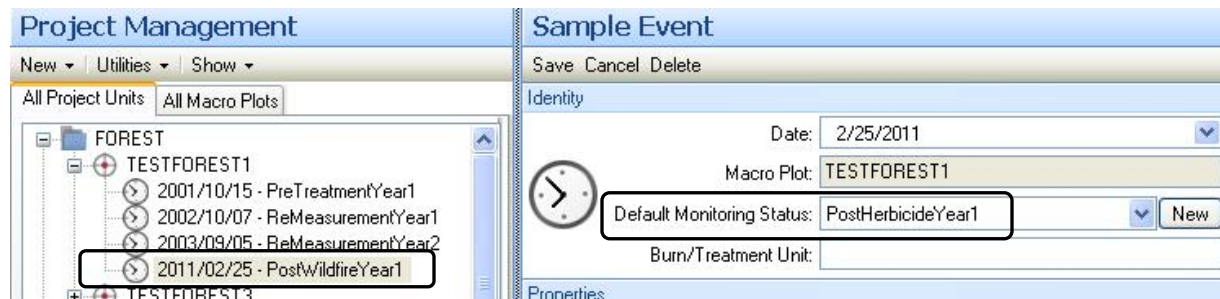 Project Management
New Utilities Show
All Project Units All Macro Plots
FOREST
TESTFOREST1
2001/10/15 - PreTreatmentYear1
2002/10/07 - ReMeasurementYear1
2003/09/05 - ReMeasurementYear2
2011/02/25 - PostWildfireYear1
TESTFOREST3
Sample Event
Save Cancel Delete
Identity
Date: 2/25/2011
Macro Plot: TESTFOREST1
Default Monitoring Status: PostHerbicideYear1 New
Burn/Treatment Unit:
Properties